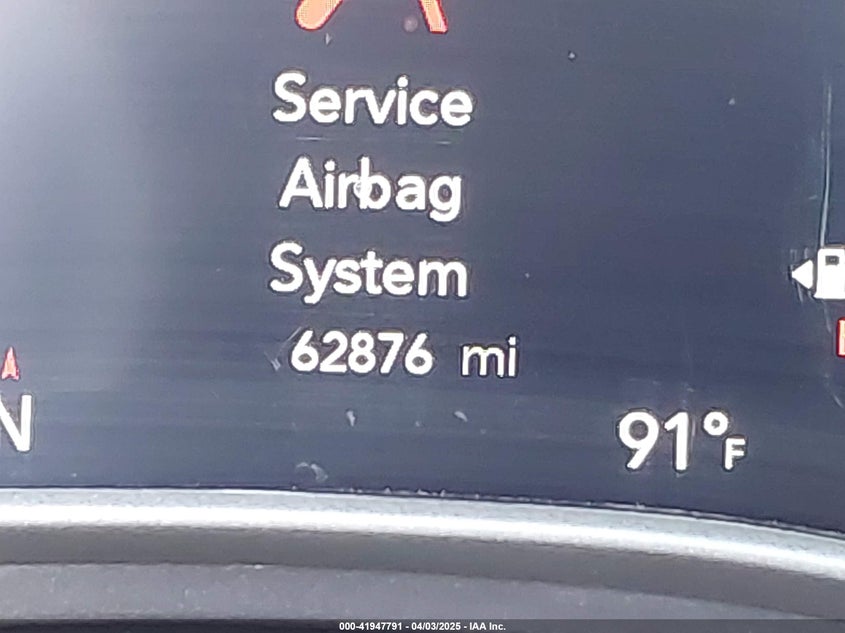 Service
Airbag
System
62876 mi
N
91°F
000-41947791 - 04/03/2025 - IAA Inc.